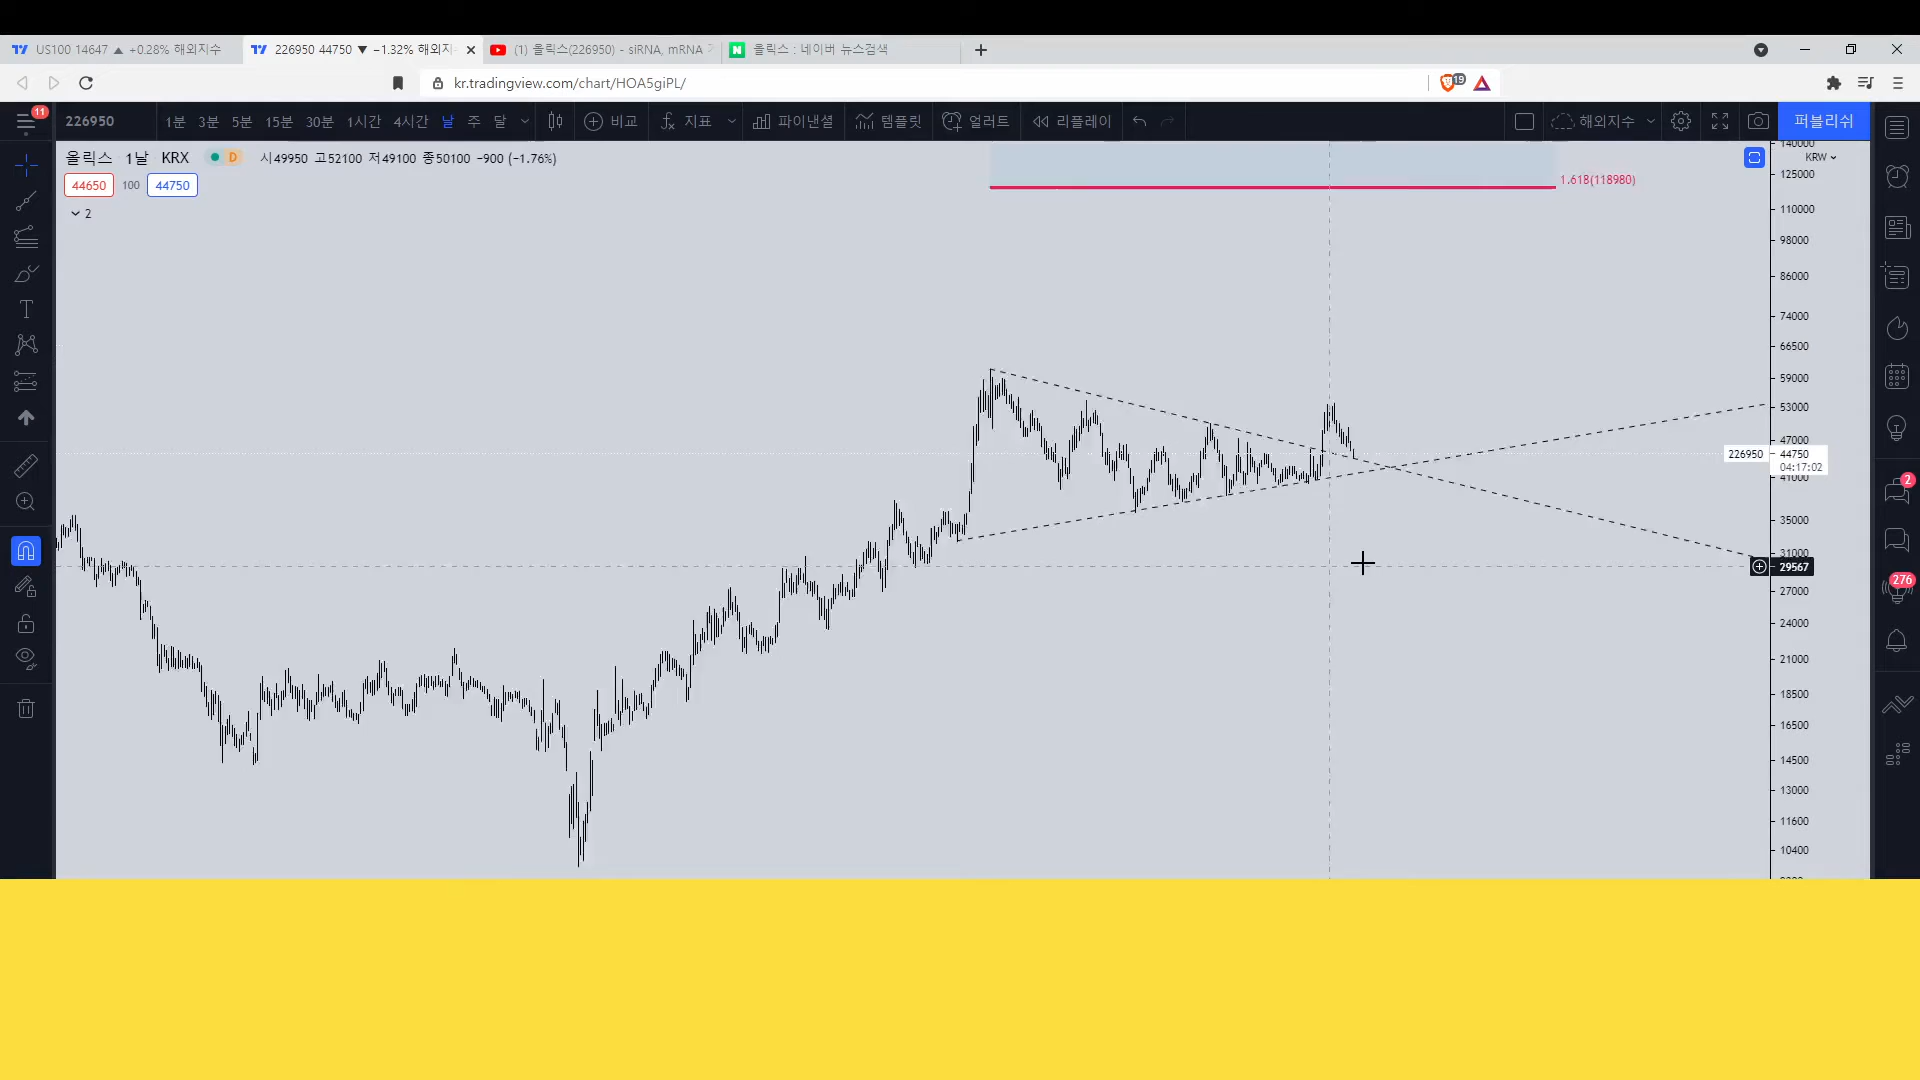 US100 14647 ▲ +0.28% 해외지수
226950 44750 ▼ −1.32% 해외지
(1) 올릭스(226950) - siRNA, mRNA
올릭스 : 네이버 뉴스검색
kr.tradingview.com/chart/HOA5giPL/
19
11
226950
1분 3분 5분 15분 30분 1시간 4시간 날 주 달
비교
지표
파이낸셜
템플릿
얼러트
리플레이
해외지수
퍼블리쉬
올릭스 1날 KRX
D
시49950 고52100 저49100 종50100 −900 (−1.76%)
44650 100 44750
2
KRW
1.618(118980)
140000
125000
110000
98000
86000
74000
66500
59000
53000
47000
226950 44750
04:17:02
41000
35000
31000
29567
27000
24000
21000
18500
16500
14500
13000
11600
10400
2
276